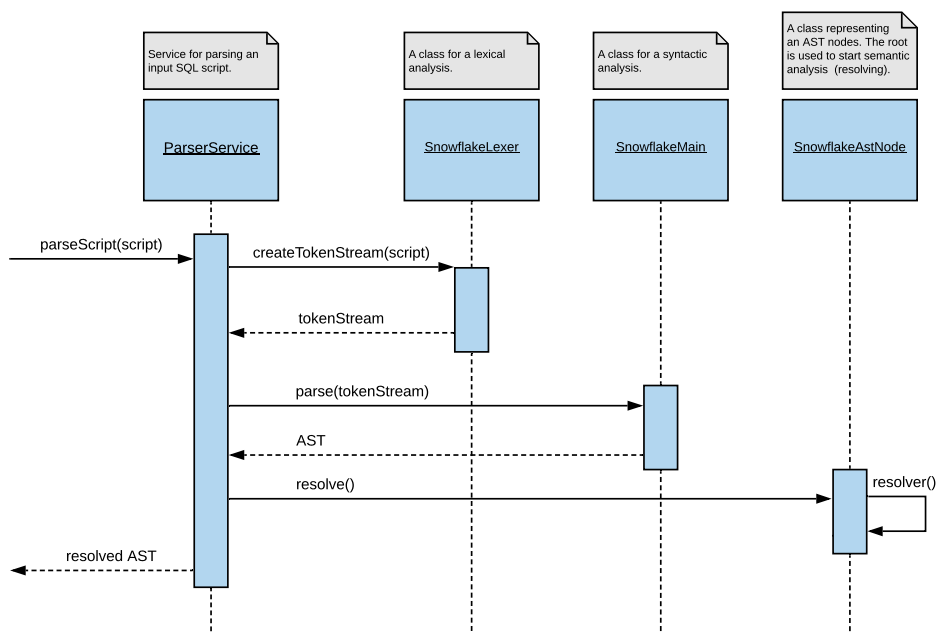 Service for parsing an
input SQL script.
A class for a lexical
analysis.
A class for a syntactic
analysis.
A class representing
an AST nodes. The root
is used to start semantic
analysis  (resolving).
ParserService
SnowflakeLexer
SnowflakeMain
SnowflakeAstNode
parseScript(script)
createTokenStream(script)
tokenStream
parse(tokenStream)
AST
resolve()
resolver()
resolved AST